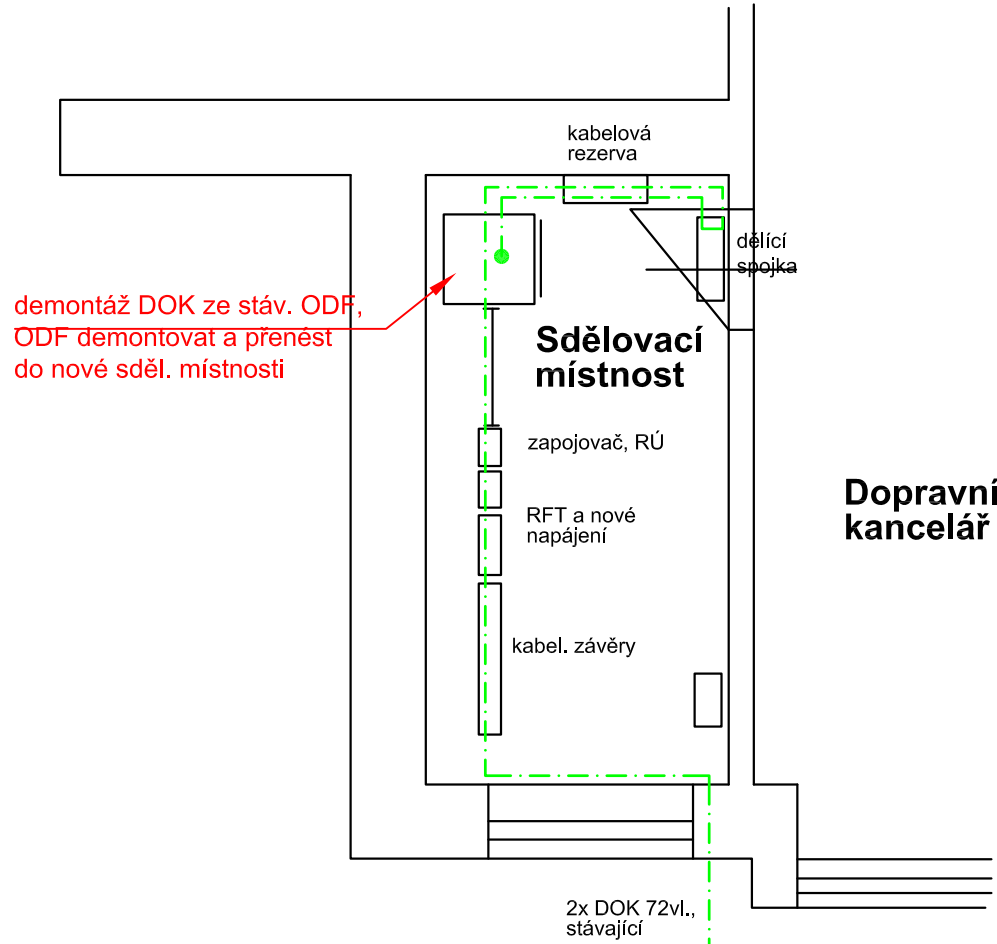 kabelová
rezerva
dělící
spojka
demontáž DOK ze stáv. ODF,
ODF demontovat a přenést
do nové sděl. místnosti
Sdělovací
místnost
zapojovač, RÚ
RFT a nové
napájení
Dopravní
kancelář
kabel. závěry
2x DOK 72vl.,
stávající